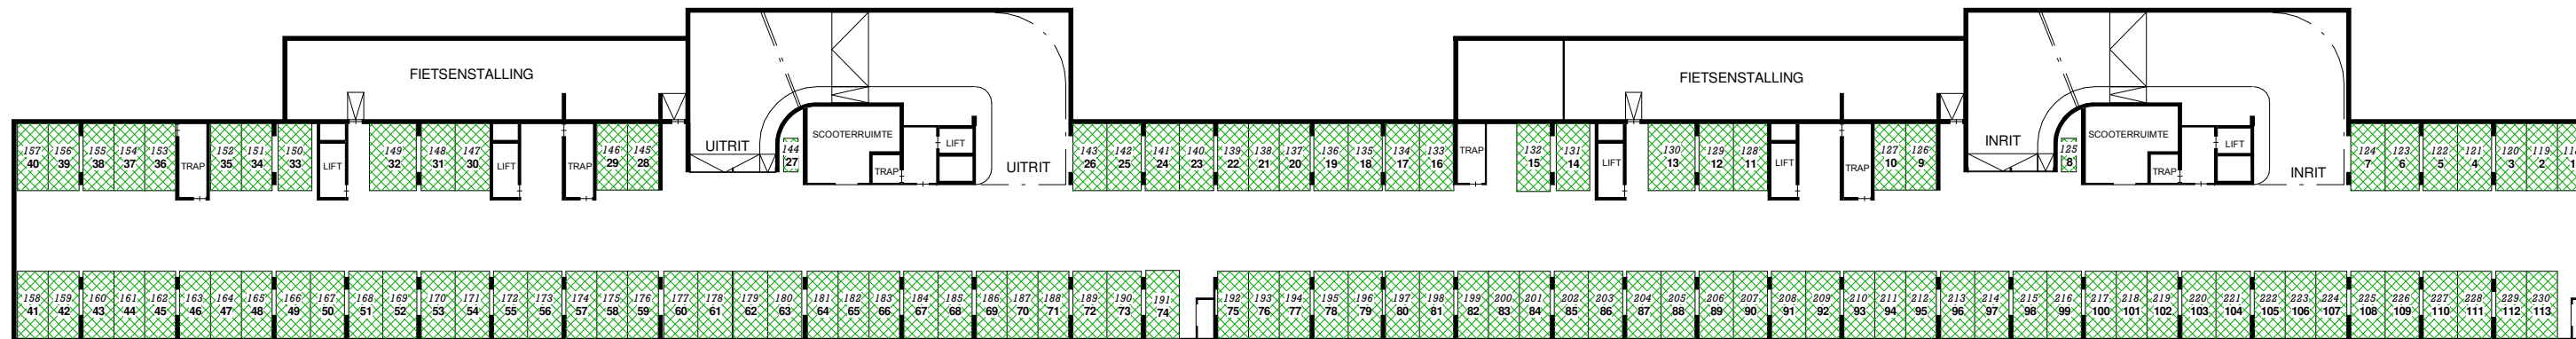 FIETSENSTALLING
FIETSENSTALLING
UITRIT
SCOOTERRUIMTE
LIFT
TRAP
UITRIT
INRIT
SCOOTERRUIMTE
LIFT
TRAP
INRIT
157 156 155 154 153 TRAP 152 151 150 LIFT 149 148 147 LIFT TRAP 146 145 144 143 142 141 140 139 138 137 136 135 134 133 TRAP 132 131 LIFT 130 129 128 LIFT TRAP 127 126 125 124 123 122 121 120 119
40 39 38 37 36 35 34 33 32 31 30 29 28 27 26 25 24 23 22 21 20 19 18 17 16 15 14 13 12 11 10 9 8 7 6 5 4 3 2 1
158 159 160 161 162 163 164 165 166 167 168 169 170 171 172 173 174 175 176 177 178 179 180 181 182 183 184 185 186 187 188 189 190 191 192 193 194 195 196 197 198 199 200 201 202 203 204 205 206 207 208 209 210 211 212 213 214 215 216 217 218 219 220 221 222 223 224 225 226 227 228 229 230
41 42 43 44 45 46 47 48 49 50 51 52 53 54 55 56 57 58 59 60 61 62 63 64 65 66 67 68 69 70 71 72 73 74 75 76 77 78 79 80 81 82 83 84 85 86 87 88 89 90 91 92 93 94 95 96 97 98 99 100 101 102 103 104 105 106 107 108 109 110 111 112 113